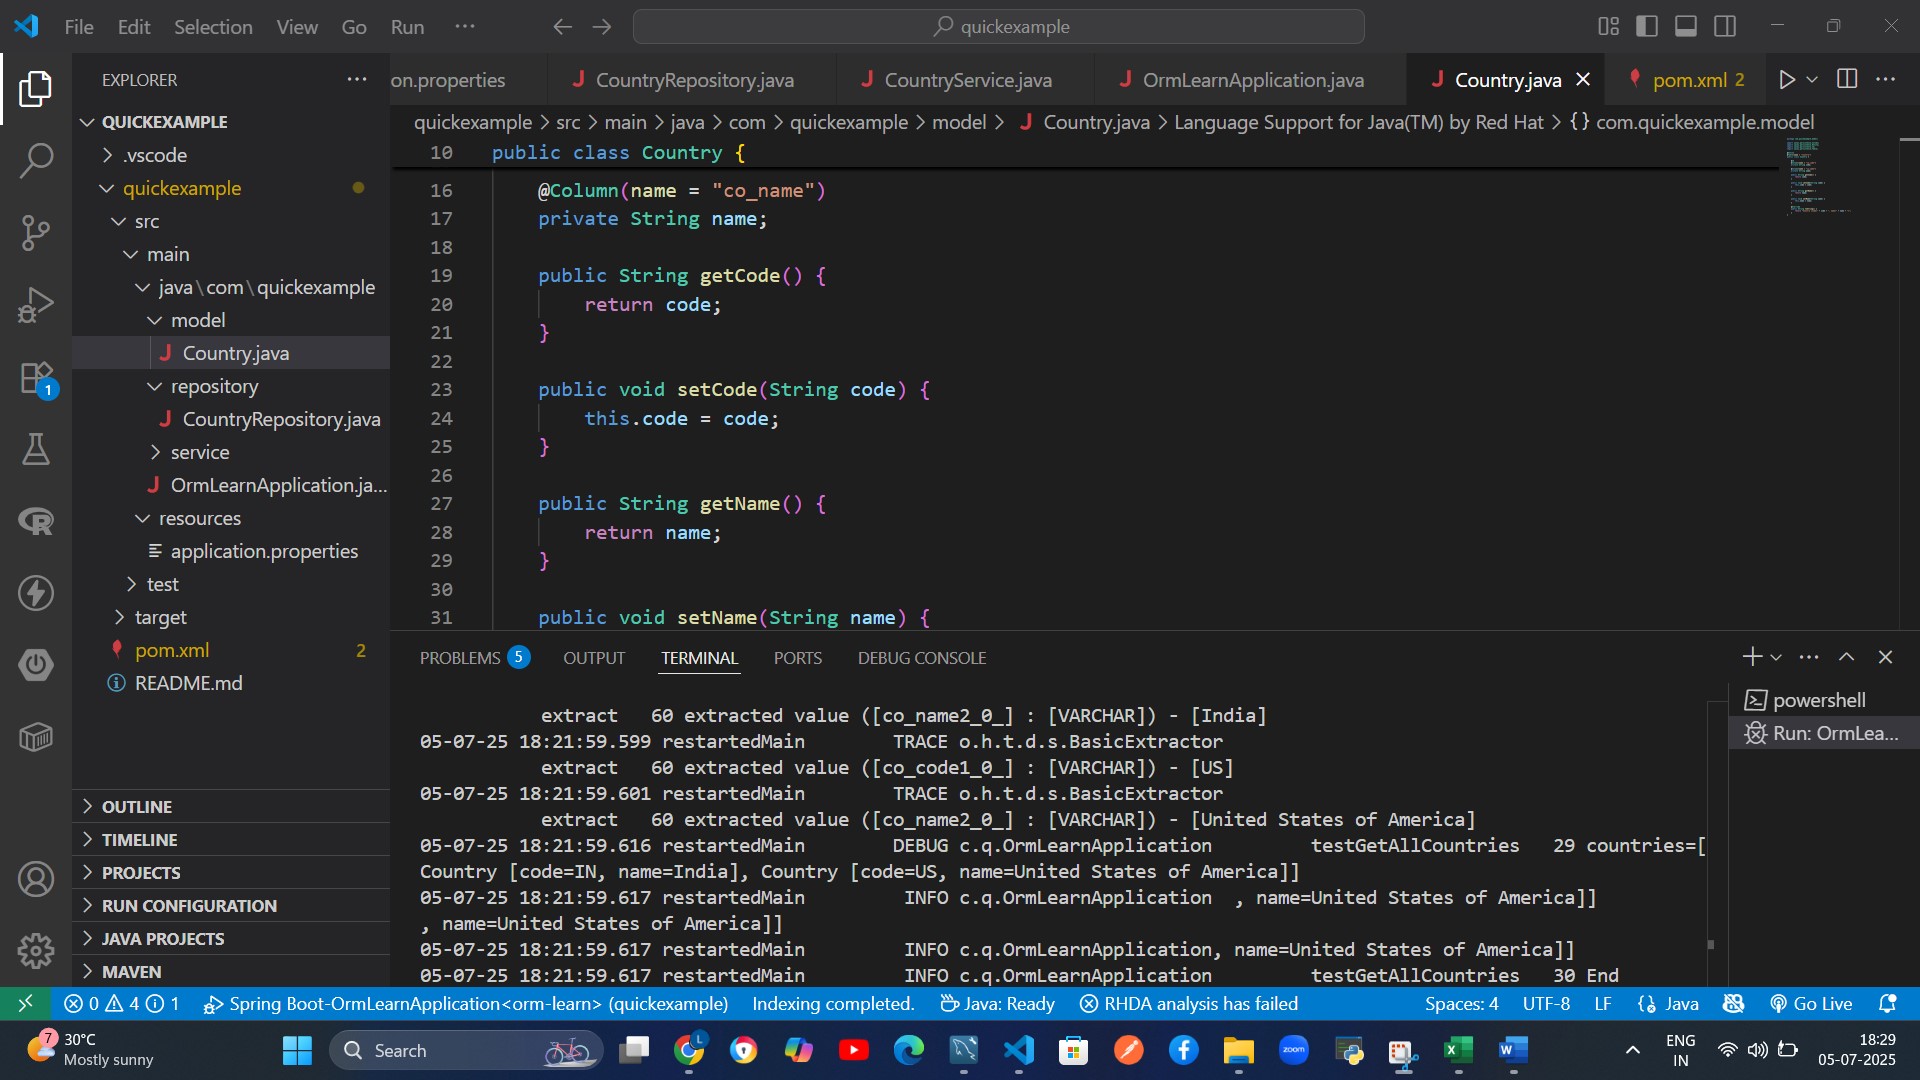 File Edit Selection View Go Run ...
quickexample
EXPLORER ...
QUICKEXAMPLE
.vscode
quickexample
src
main
java\com\quickexample
model
Country.java
repository
CountryRepository.java
service
OrmLearnApplication.ja...
resources
application.properties
test
target
pom.xml 2
README.md
OUTLINE
TIMELINE
PROJECTS
RUN CONFIGURATION
JAVA PROJECTS
MAVEN
1
on.properties CountryRepository.java CountryService.java OrmLearnApplication.java Country.java pom.xml 2
quickexample > src > main > java > com > quickexample > model > Country.java > Language Support for Java(TM) by Red Hat > {} com.quickexample.model
10 public class Country {
16 @Column(name = "co_name")
17 private String name;
18
19 public String getCode() {
20 return code;
21 }
22
23 public void setCode(String code) {
24 this.code = code;
25 }
26
27 public String getName() {
28 return name;
29 }
30
31 public void setName(String name) {
PROBLEMS 5 OUTPUT TERMINAL PORTS DEBUG CONSOLE
extract 60 extracted value ([co_name2_0_] : [VARCHAR]) - [India]
05-07-25 18:21:59.599 restartedMain TRACE o.h.t.d.s.BasicExtractor
extract 60 extracted value ([co_code1_0_] : [VARCHAR]) - [US]
05-07-25 18:21:59.601 restartedMain TRACE o.h.t.d.s.BasicExtractor
extract 60 extracted value ([co_name2_0_] : [VARCHAR]) - [United States of America]
05-07-25 18:21:59.616 restartedMain DEBUG c.q.OrmLearnApplication testGetAllCountries 29 countries=[
Country [code=IN, name=India], Country [code=US, name=United States of America]]
05-07-25 18:21:59.617 restartedMain INFO c.q.OrmLearnApplication , name=United States of America]]
, name=United States of America]]
05-07-25 18:21:59.617 restartedMain INFO c.q.OrmLearnApplication, name=United States of America]]
05-07-25 18:21:59.617 restartedMain INFO c.q.OrmLearnApplication testGetAllCountries 30 End
powershell
Run: OrmLea...
0 4 1 Spring Boot-OrmLearnApplication<orm-learn> (quickexample) Indexing completed. Java: Ready RHDA analysis has failed Spaces: 4 UTF-8 LF {} Java Go Live
7
30°C
Mostly sunny
Search
L
zoom
ENG
IN
18:29
05-07-2025